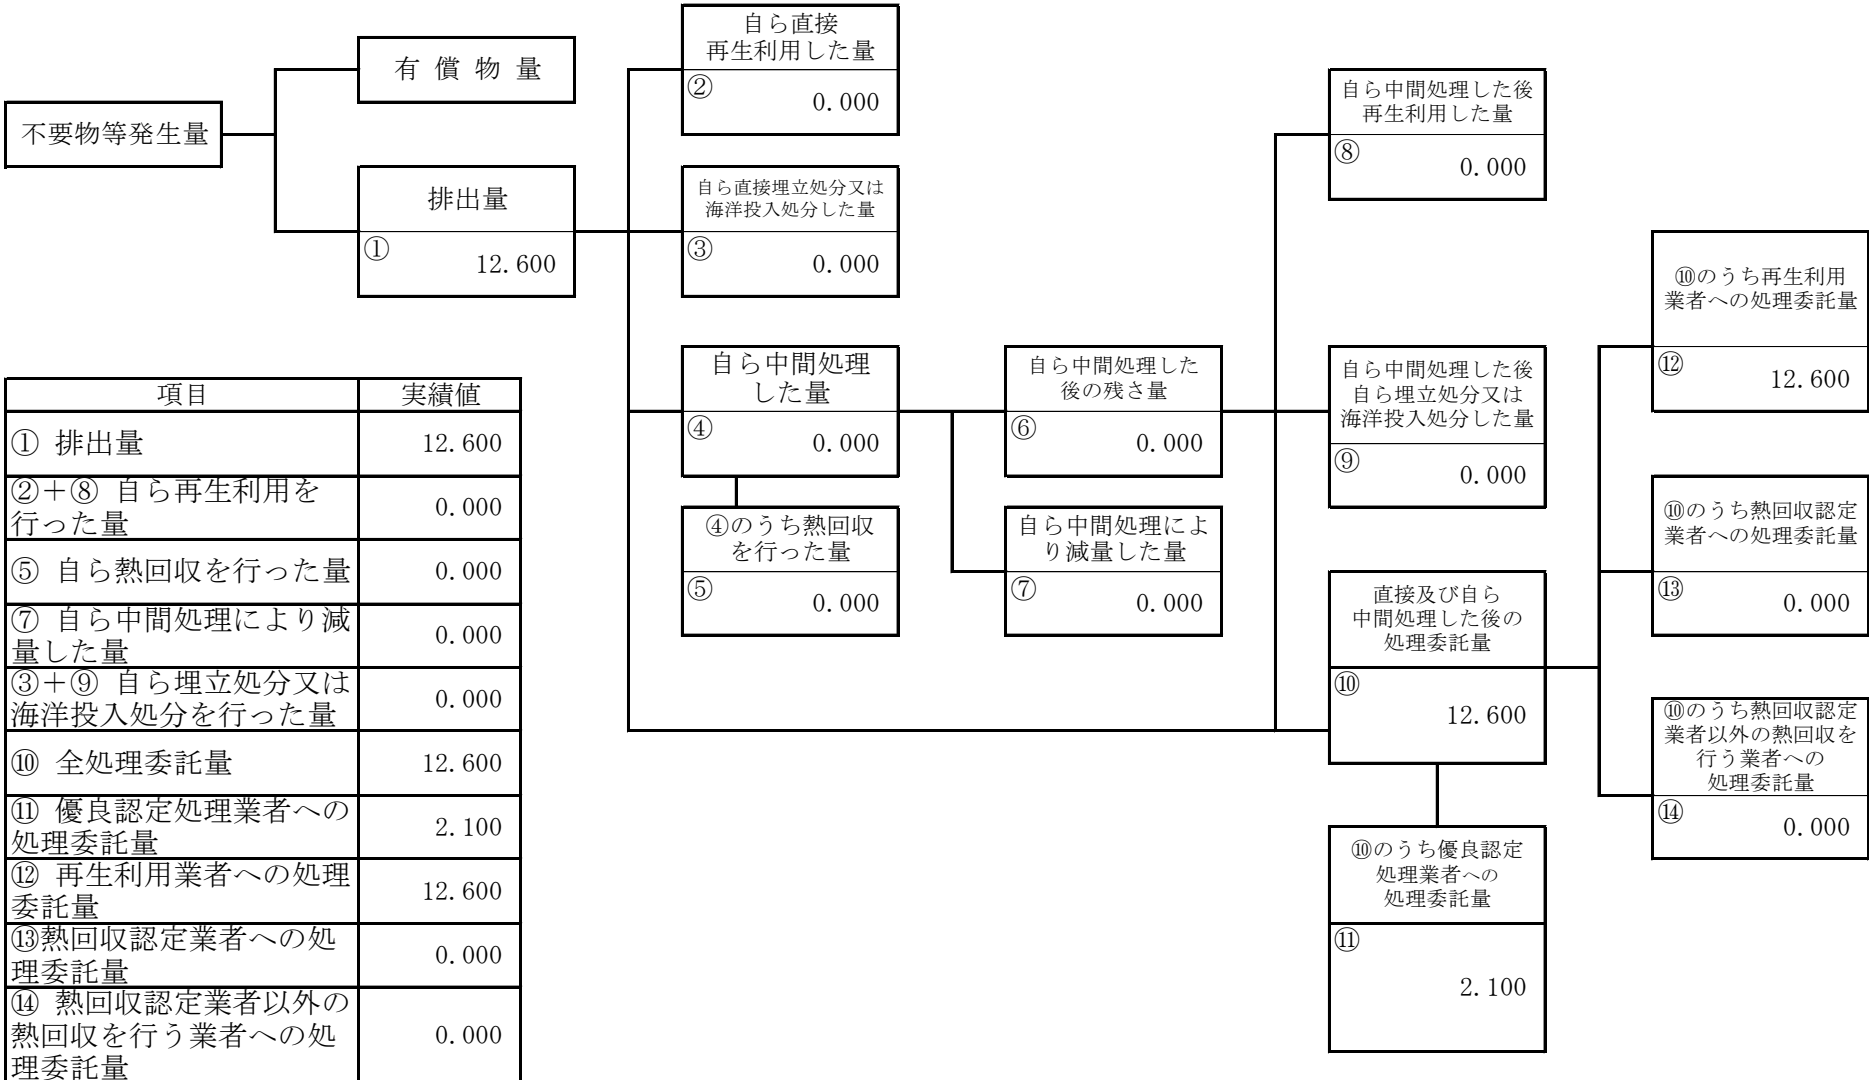 不要物等発生量
有 償 物 量
排出量
①
12.600
自ら直接
再生利用した量
②
0.000
自ら直接埋立処分又は
海洋投入処分した量
③
0.000
自ら中間処理
した量
④
0.000
④のうち熱回収
を行った量
⑤
0.000
自ら中間処理した
後の残さ量
⑥
0.000
自ら中間処理によ
り減量した量
⑦
0.000
自ら中間処理した後
再生利用した量
⑧
0.000
自ら中間処理した後
自ら埋立処分又は
海洋投入処分した量
⑨
0.000
直接及び自ら
中間処理した後の
処理委託量
⑩
12.600
⑩のうち優良認定
処理業者への
処理委託量
⑪
2.100
⑩のうち再生利用
業者への処理委託量
⑫
12.600
⑩のうち熱回収認定
業者への処理委託量
⑬
0.000
⑩のうち熱回収認定
業者以外の熱回収を
行う業者への
処理委託量
⑭
0.000
項目 実績値
① 排出量 12.600
②＋⑧ 自ら再生利用を
行った量 0.000
⑤ 自ら熱回収を行った量 0.000
⑦ 自ら中間処理により減
量した量 0.000
③＋⑨ 自ら埋立処分又は
海洋投入処分を行った量 0.000
⑩ 全処理委託量 12.600
⑪ 優良認定処理業者への
処理委託量 2.100
⑫ 再生利用業者への処理
委託量 12.600
⑬熱回収認定業者への処
理委託量 0.000
⑭ 熱回収認定業者以外の
熱回収を行う業者への処
理委託量 0.000